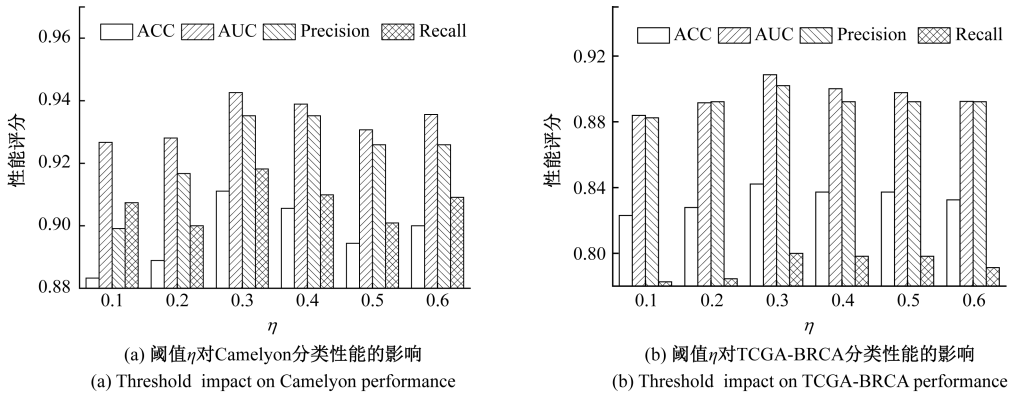 ACC AUC Precision Recall
0.96
0.94
0.92
0.90
0.88
性能评分
0.1 0.2 0.3 0.4 0.5 0.6
η
(a) 阈值η对Camelyon分类性能的影响
(a) Threshold impact on Camelyon performance
ACC AUC Precision Recall
0.92
0.88
0.84
0.80
性能评分
0.1 0.2 0.3 0.4 0.5 0.6
η
(b) 阈值η对TCGA-BRCA分类性能的影响
(b) Threshold impact on TCGA-BRCA performance